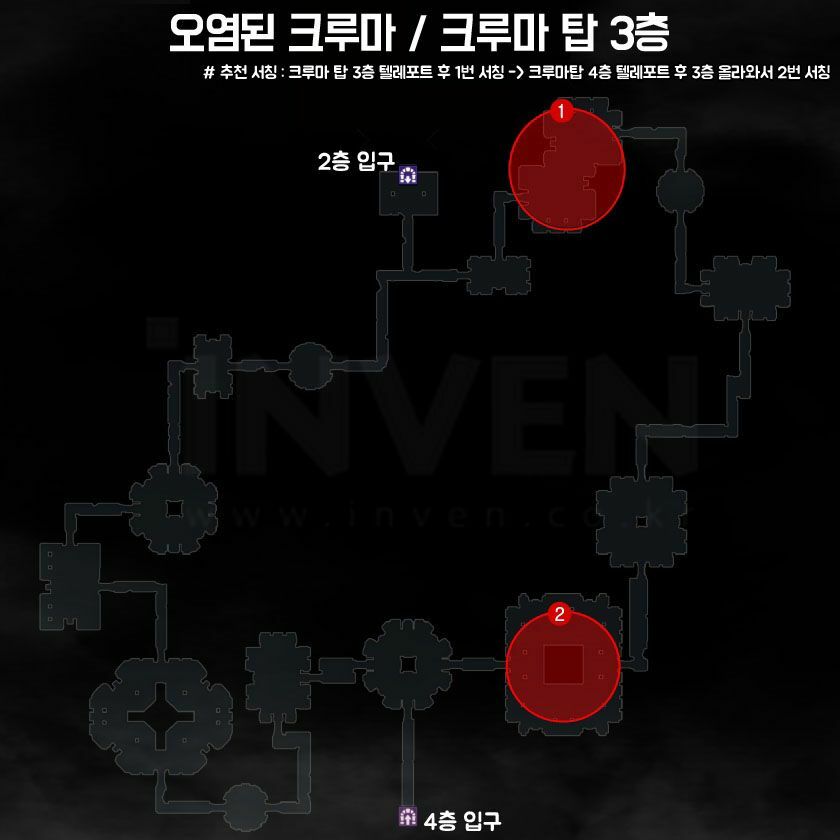 오염된 크루마 / 크루마 탑 3층
# 추천 서칭 : 크루마 탑 3층 텔레포트 후 1번 서칭 -> 크루마탑 4층 텔레포트 후 3층 올라와서 2번 서칭
1
2층 입구
INVEN
www.inven.co.kr
2
4층 입구